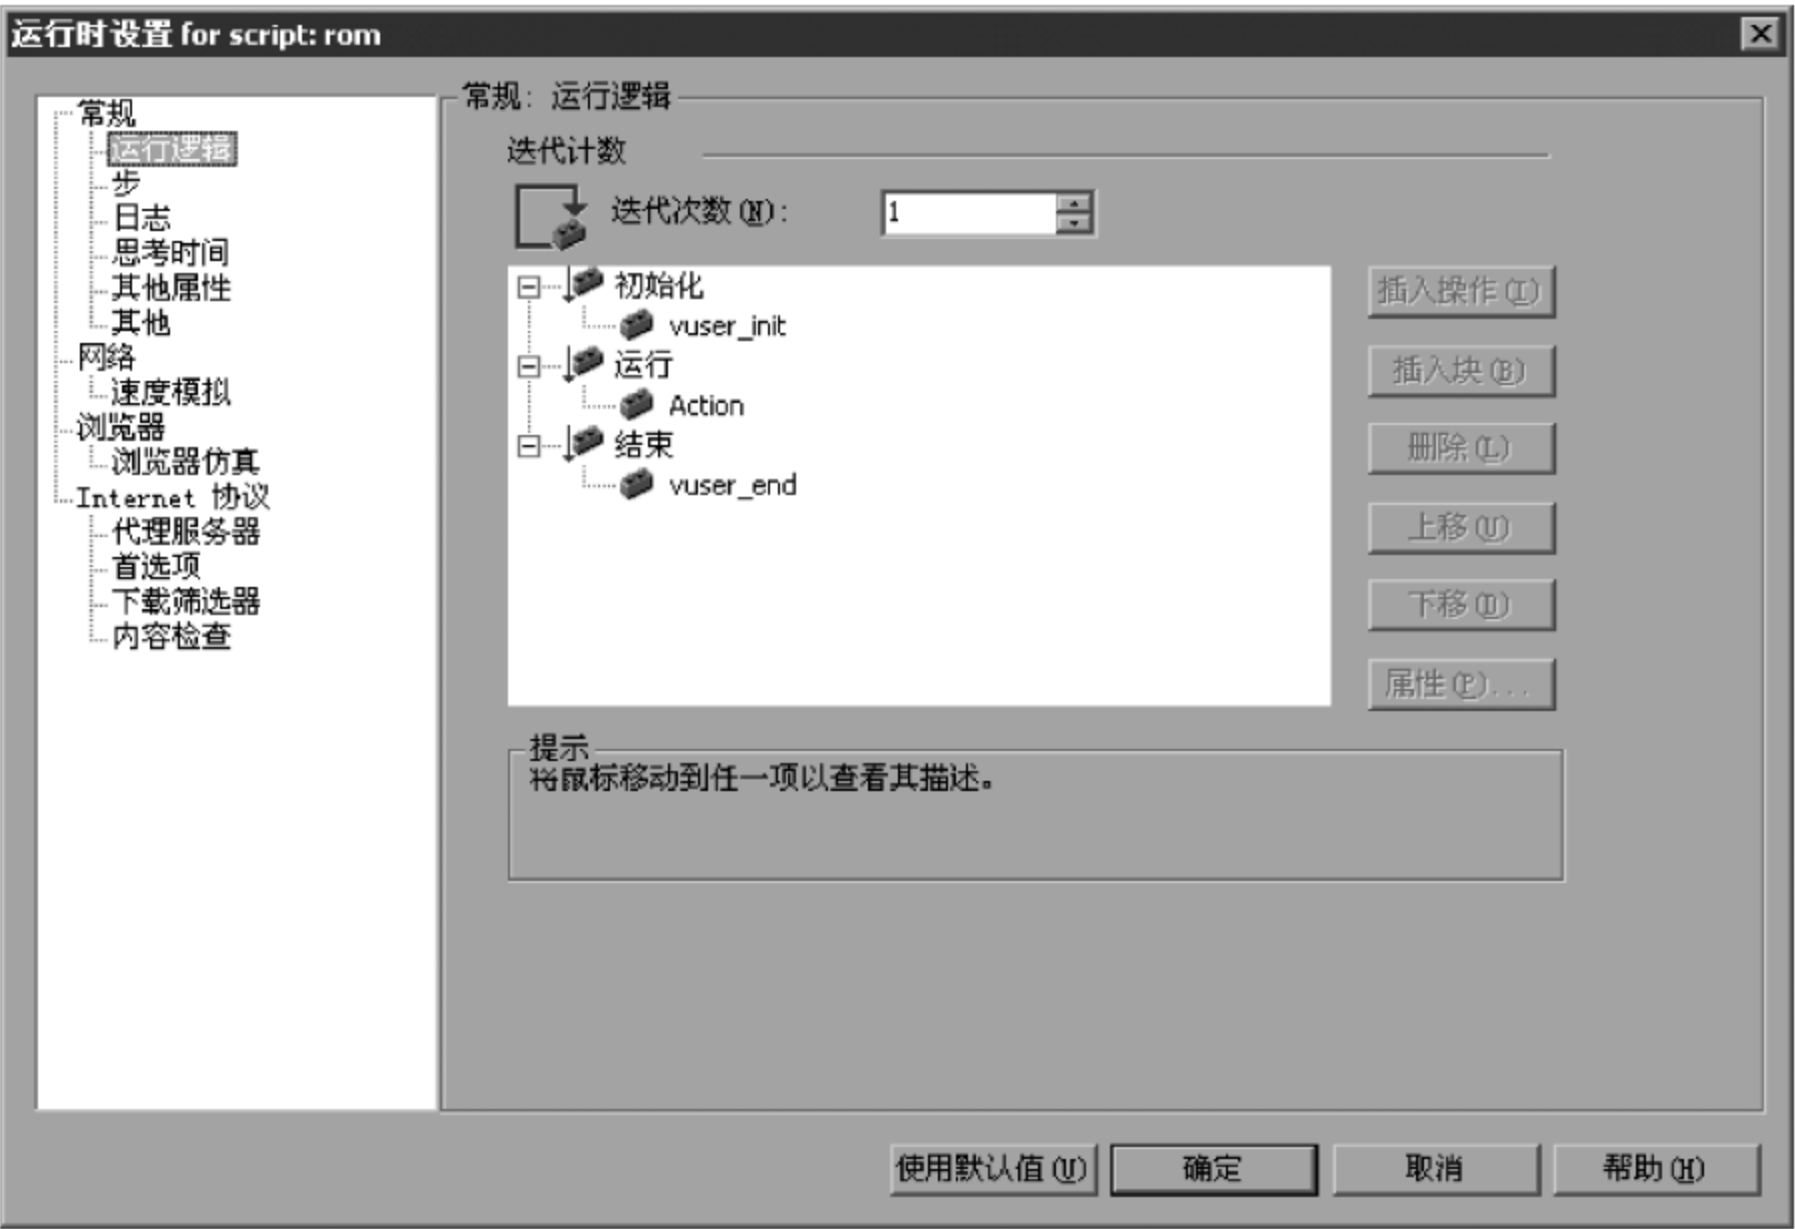 运行时设置 for script: rom
常规
运行逻辑
步
日志
思考时间
其他属性
其他
网络
速度模拟
浏览器
浏览器仿真
Internet 协议
代理服务器
首选项
下载筛选器
内容检查
常规: 运行逻辑
迭代计数
迭代次数(N):
1
初始化
vuser_init
运行
Action
结束
vuser_end
插入操作(I)
插入块(B)
删除(L)
上移(U)
下移(D)
属性(P)...
提示
将鼠标移动到任一项以查看其描述。
使用默认值(U)
确定
取消
帮助(H)